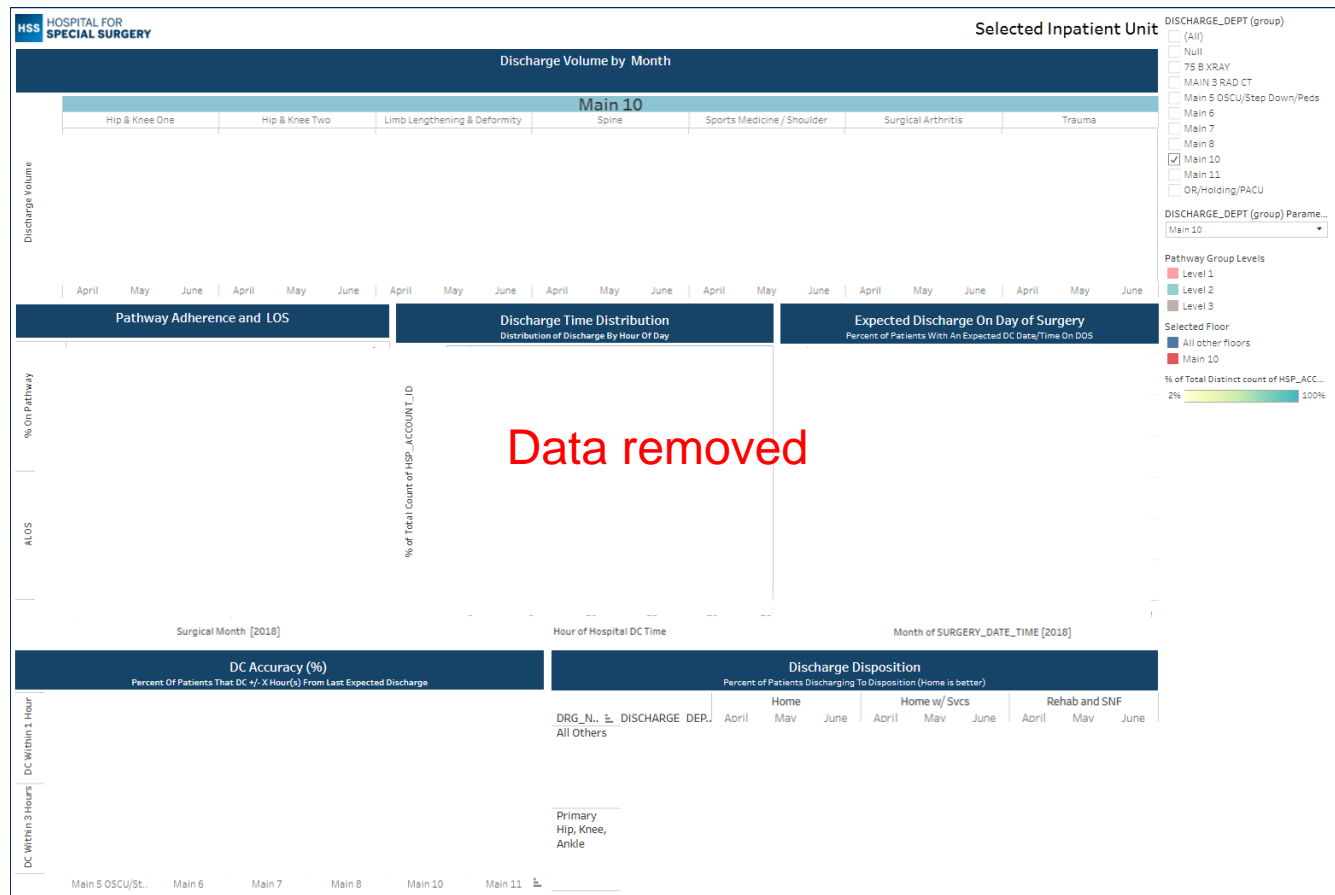 HSS HOSPITAL FOR
SPECIAL SURGERY
Selected Inpatient Unit
Discharge Volume by Month
Main 10
Hip & Knee One Hip & Knee Two Limb Lengthening & Deformity Spine Sports Medicine / Shoulder Surgical Arthritis Trauma
Discharge Volume
April May June April May June April May June April May June April May June April May June April May June
DISCHARGE_DEPT (group)
(All)
Null
75 B XRAY
MAIN 3 RAD CT
Main 5 OSCU/Step Down/Peds
Main 6
Main 7
Main 8
Main 10
Main 11
OR/Holding/PACU
DISCHARGE_DEPT (group) Parame...
Main 10
Pathway Group Levels
Level 1
Level 2
Level 3
Selected Floor
All other floors
Main 10
% of Total Distinct count of HSP_ACC...
2% 100%
Pathway Adherence and LOS
% On Pathway
ALOS
Surgical Month [2018]
Discharge Time Distribution
Distribution of Discharge By Hour Of Day
% of Total Count of HSP_ACCOUNT_ID
Hour of Hospital DC Time
Expected Discharge On Day of Surgery
Percent of Patients With An Expected DC Date/Time On DOS
Month of SURGERY_DATE_TIME [2018]
Data removed
DC Accuracy (%)
Percent Of Patients That DC +/- X Hour(s) From Last Expected Discharge
DC Within 1 Hour
DC Within 3 Hours
Main 5 OSCU/St.. Main 6 Main 7 Main 8 Main 10 Main 11
Discharge Disposition
Percent of Patients Discharging To Disposition (Home is better)
Home Home w/ Svcs Rehab and SNF
DRG_N.. DISCHARGE_DEP.. April May June April May June April May June
All Others
Primary
Hip, Knee,
Ankle